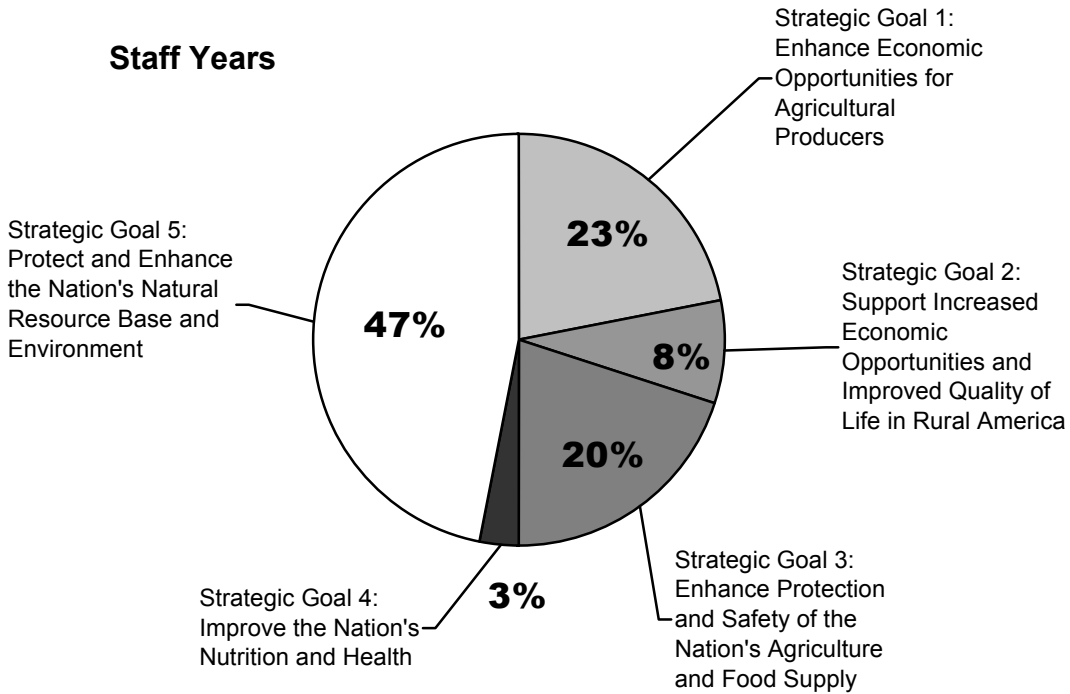 Staff Years
Strategic Goal 1:
Enhance Economic
Opportunities for
Agricultural
Producers
23%
Strategic Goal 2:
Support Increased
Economic
Opportunities and
Improved Quality of
Life in Rural America
8%
Strategic Goal 3:
Enhance Protection
and Safety of the
Nation's Agriculture
and Food Supply
20%
Strategic Goal 4:
Improve the Nation's
Nutrition and Health
3%
Strategic Goal 5:
Protect and Enhance
the Nation's Natural
Resource Base and
Environment
47%